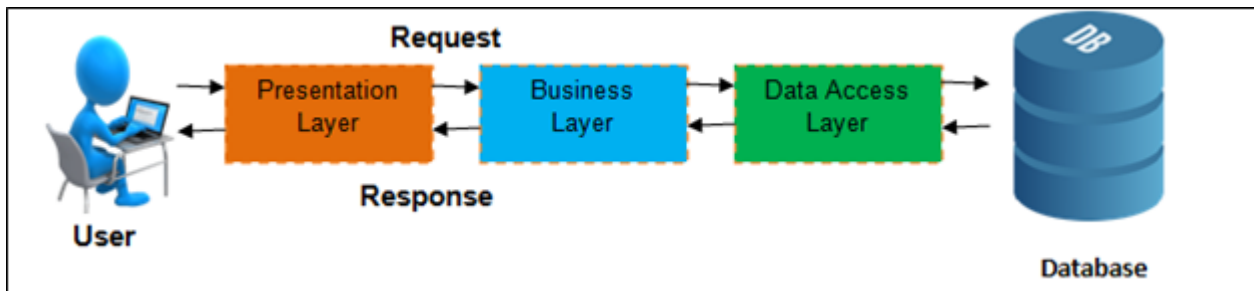 Request
Presentation
Layer
Business
Layer
Data Access
Layer
DB
Response
User
Database